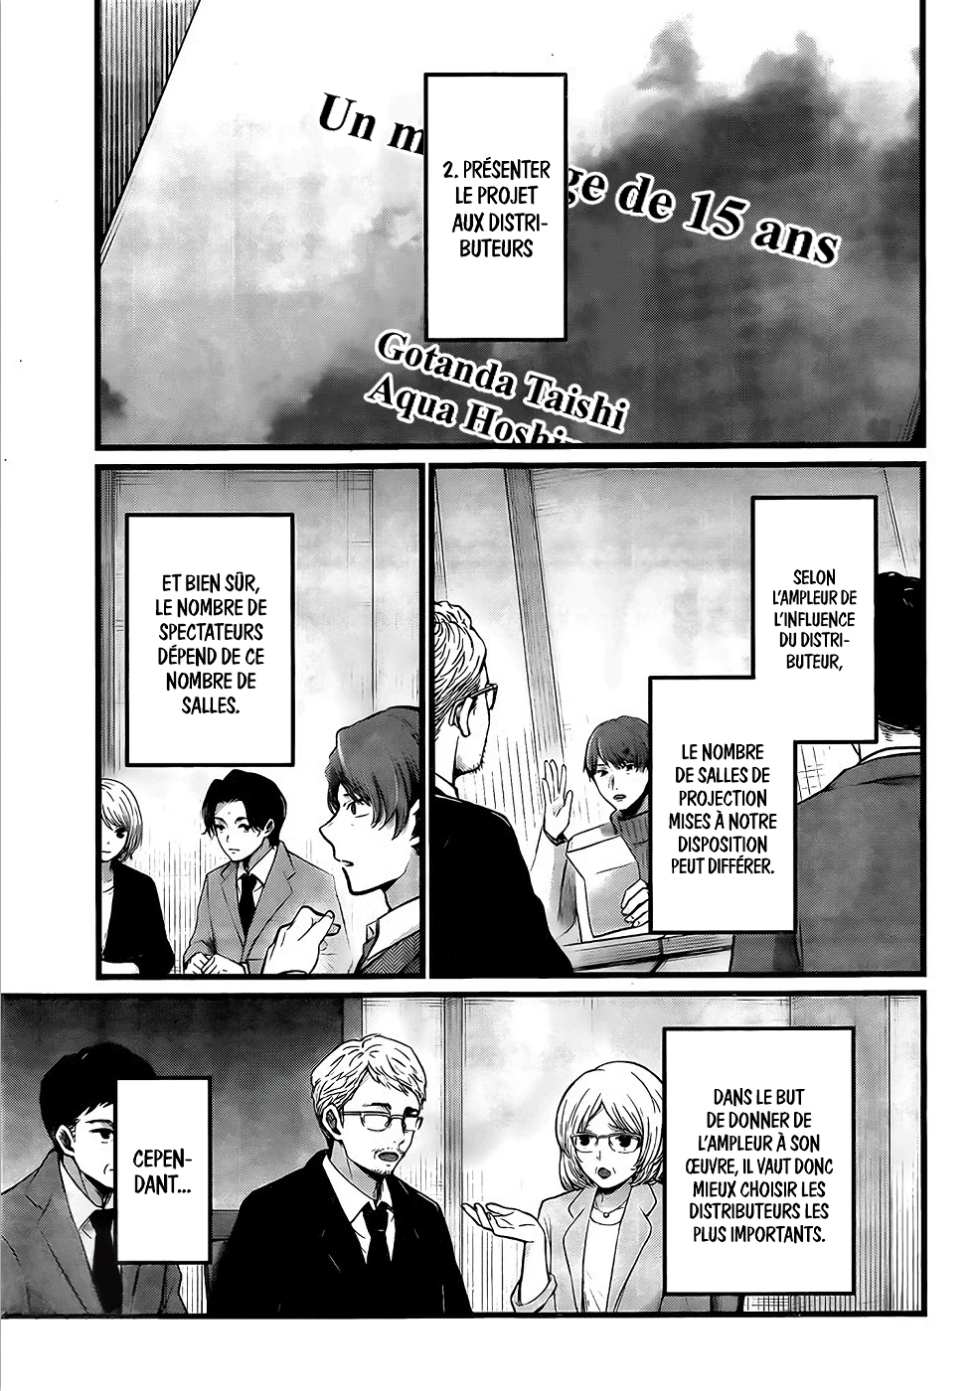 Un m
ge de 15 ans
2. PRÉSENTER
LE PROJET
AUX DISTRI-
BUTEURS
Gotanda Taishi
Aqua
SELON
L'AMPLEUR DE
L'INFLUENCE
DU DISTRI-
BUTEUR,
LE NOMBRE
DE SALLES DE
PROJECTION
MISES À NOTRE
DISPOSITION
PEUT DIFFÉRER.
ET BIEN SÛR,
LE NOMBRE DE
SPECTATEURS
DÉPEND DE CE
NOMBRE DE
SALLES.
DANS LE BUT
DE DONNER DE
L'AMPLEUR À SON
ŒUVRE, IL VAUT DONC
MIEUX CHOISIR LES
DISTRIBUTEURS LES
PLUS IMPORTANTS.
CEPEN-
DANT...